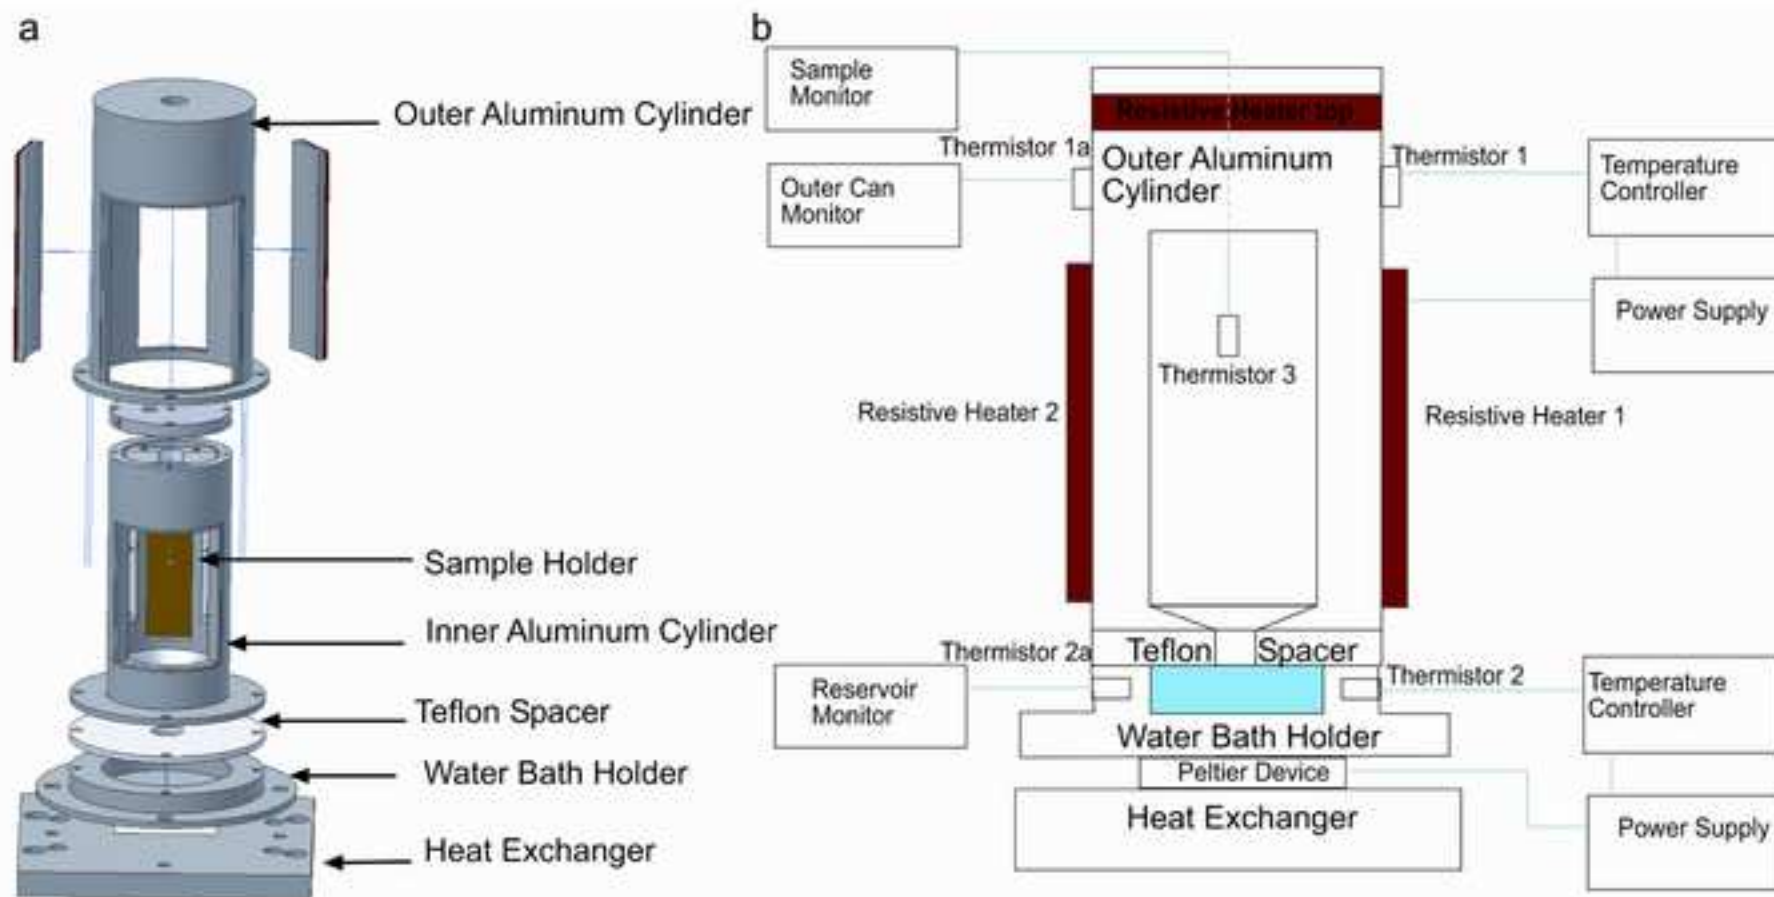 a
Outer Aluminum Cylinder
Sample Holder
Inner Aluminum Cylinder
Teflon Spacer
Water Bath Holder
Heat Exchanger
b
Sample
Monitor
Resistive Heater top
Thermistor 1a
Outer Aluminum
Cylinder
Thermistor 1
Temperature
Controller
Outer Can
Monitor
Power Supply
Thermistor 3
Resistive Heater 2
Resistive Heater 1
Thermistor 2a
Teflon Spacer
Reservoir
Monitor
Thermistor 2
Temperature
Controller
Water Bath Holder
Peltier Device
Heat Exchanger
Power Supply